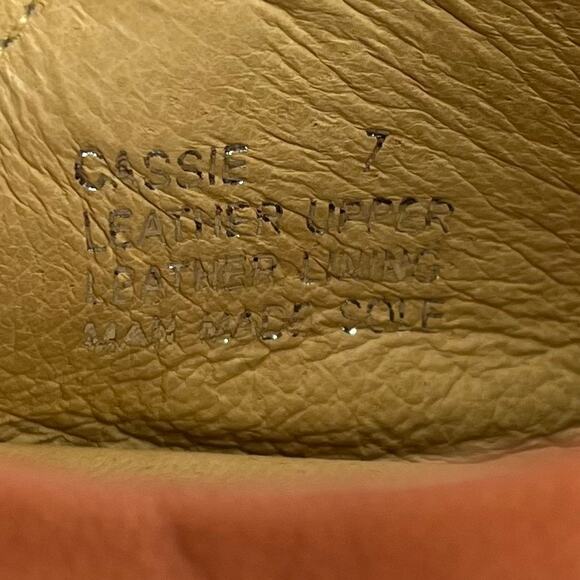 CASSIE 7
LEATHER UPPER
LEATHER LINING
MAN MADE SOLE